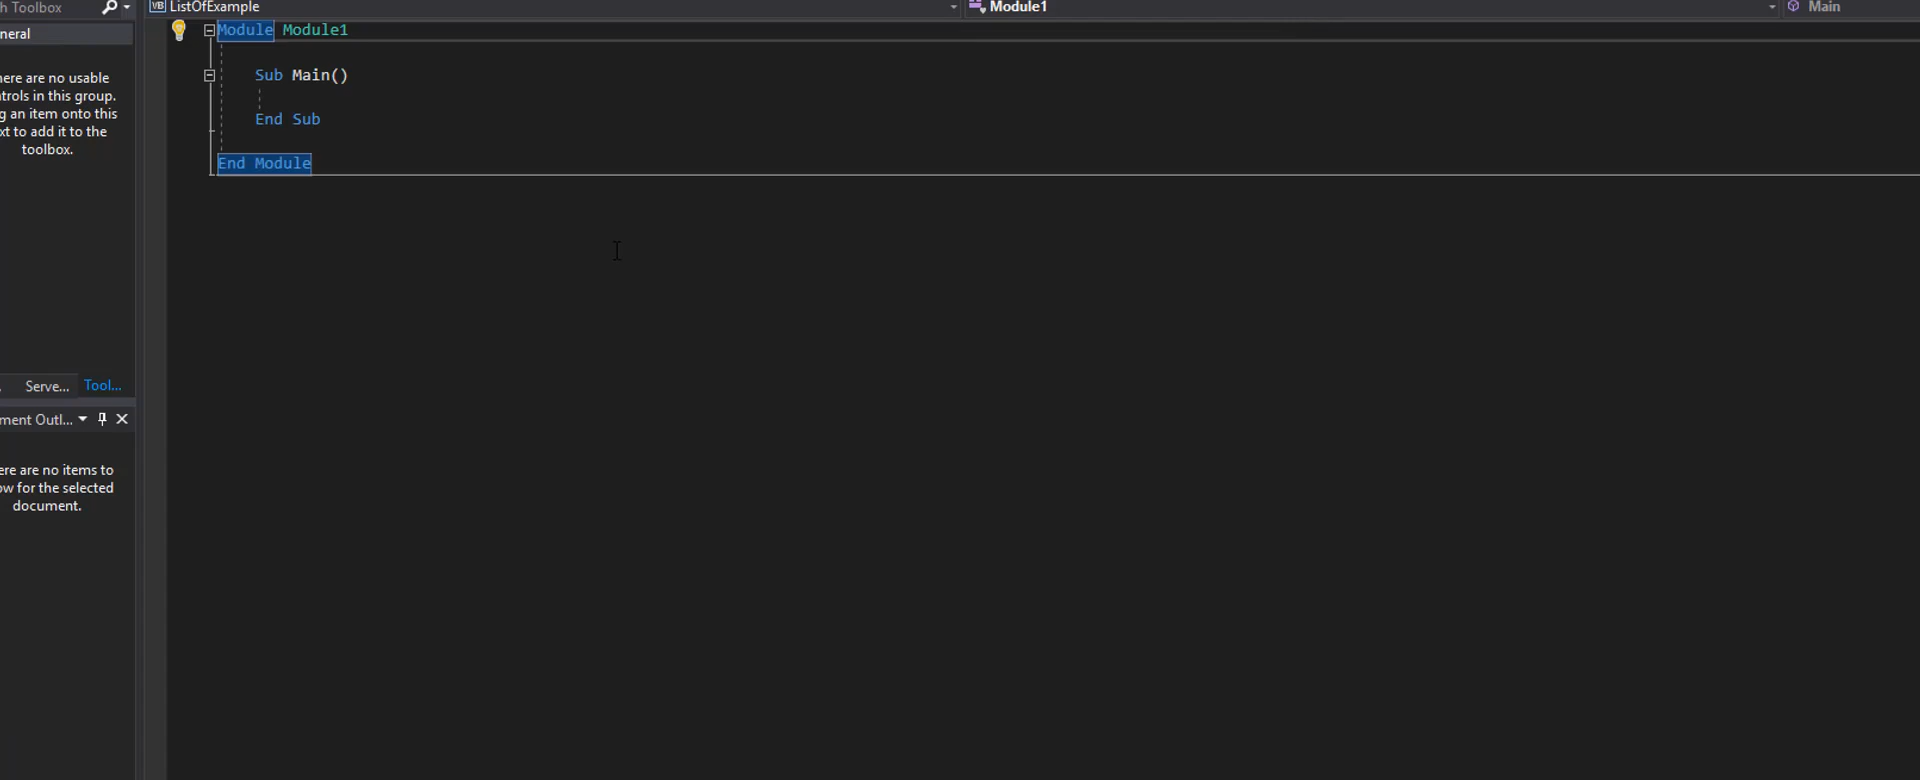 h Toolbox
VB ListOfExample
Module1
Main
neral
ere are no usable
trols in this group.
g an item onto this
xt to add it to the
toolbox.
Module Module1
Sub Main()
End Sub
End Module
Serve... Tool...
ment Outl...
ere are no items to
ow for the selected
document.